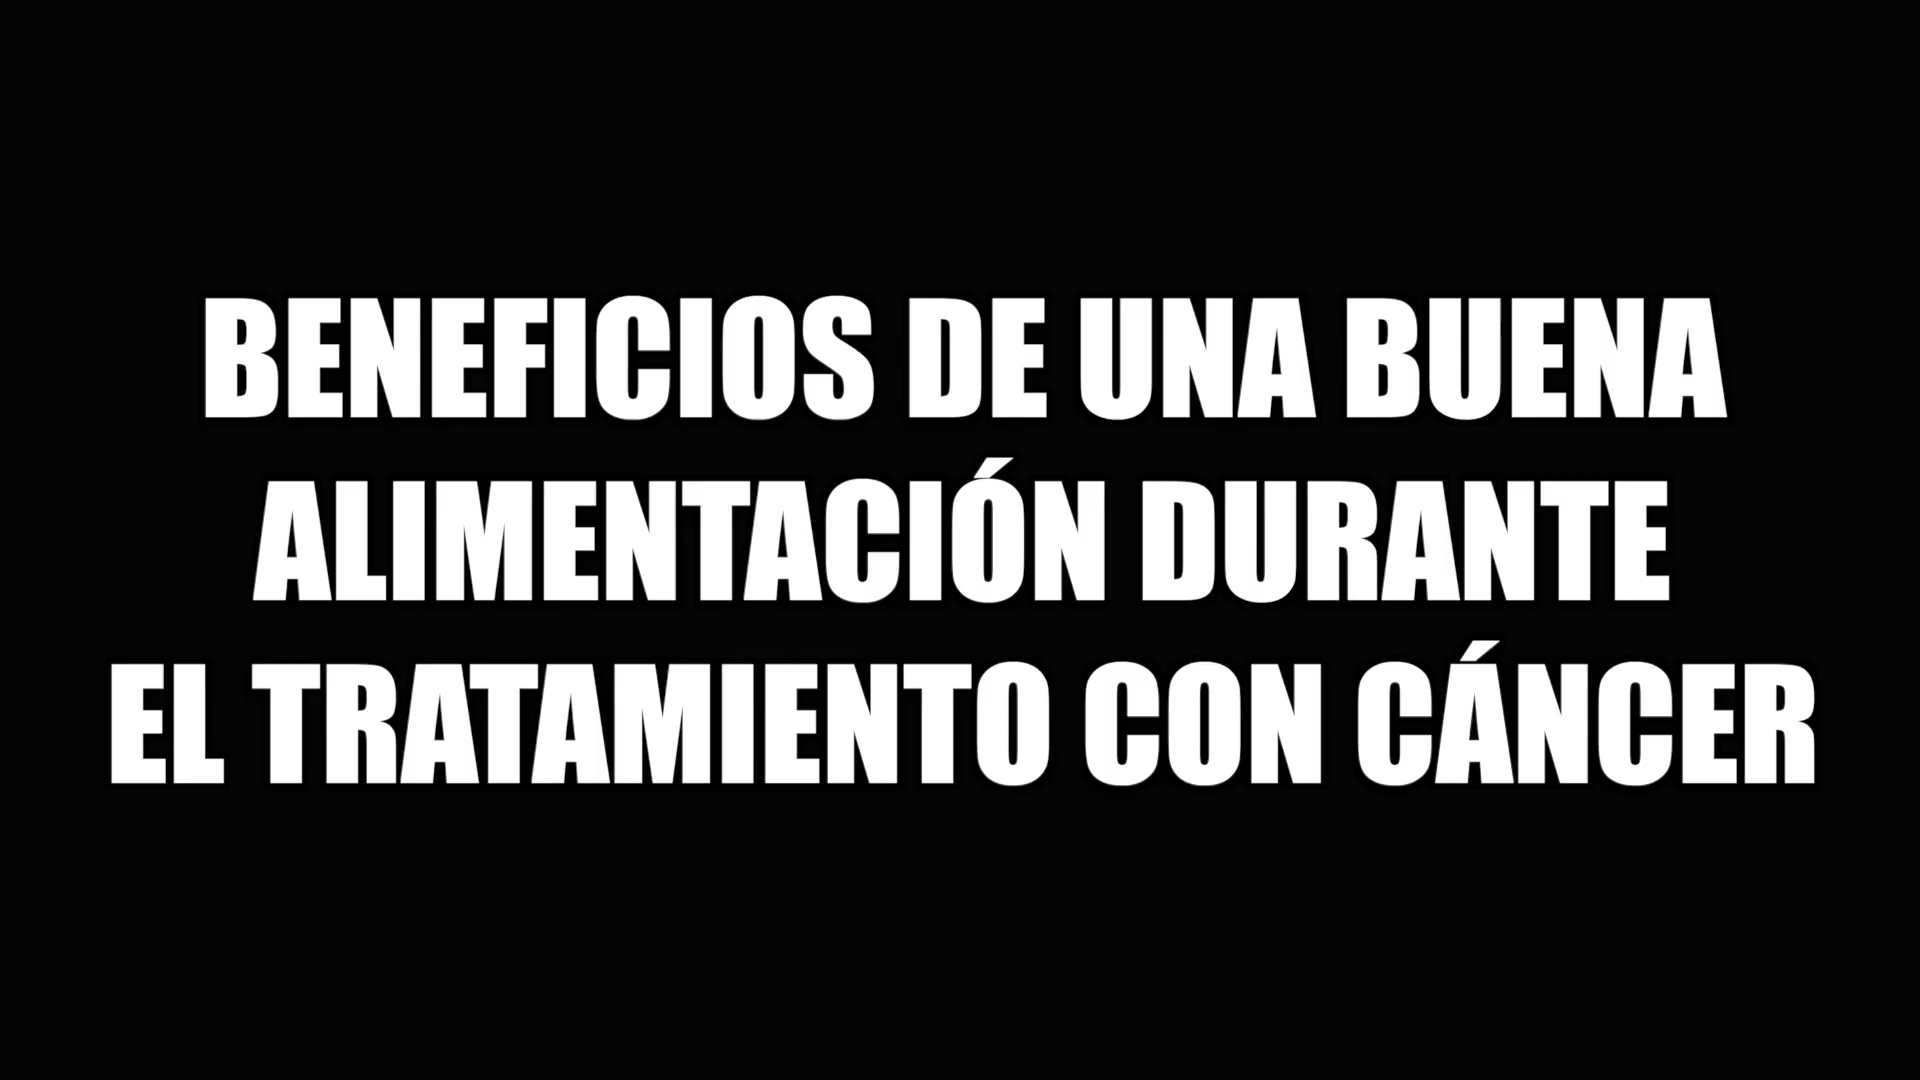 BENEFICIOS DE UNA BUENA
ALIMENTACIÓN DURANTE
EL TRATAMIENTO CON CÁNCER